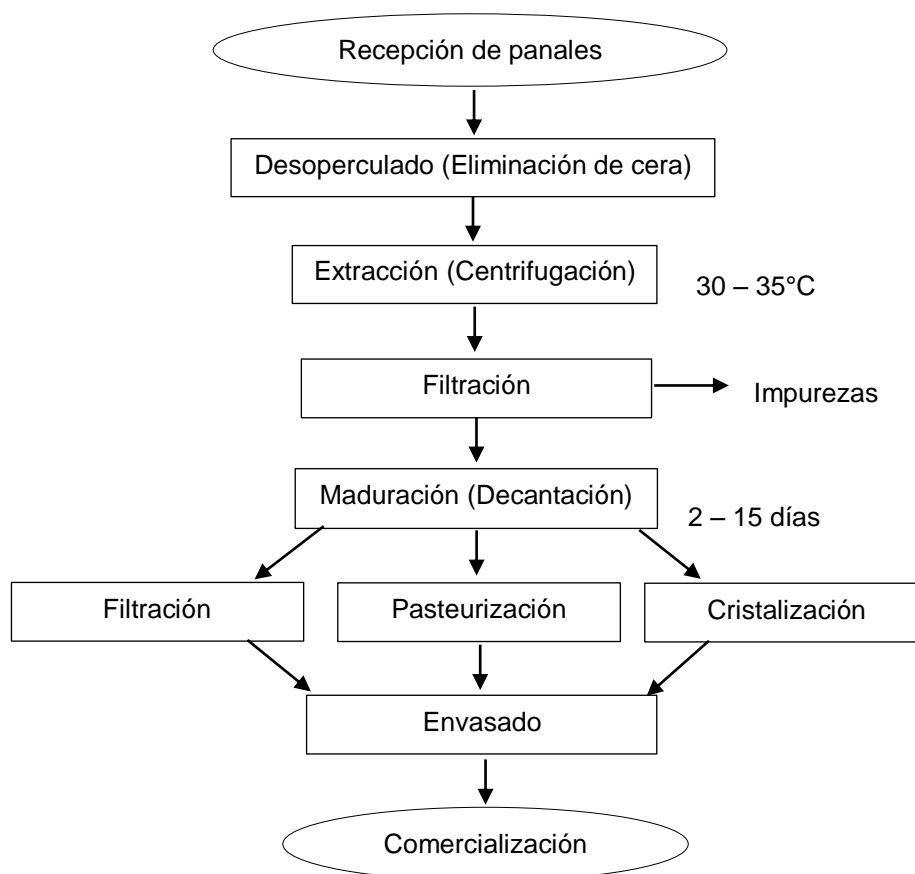 Recepción de panales
Desoperculado (Eliminación de cera)
Extracción (Centrifugación)
30 – 35°C
Filtración
Impurezas
Maduración (Decantación)
2 – 15 días
Filtración
Pasteurización
Cristalización
Envasado
Comercialización